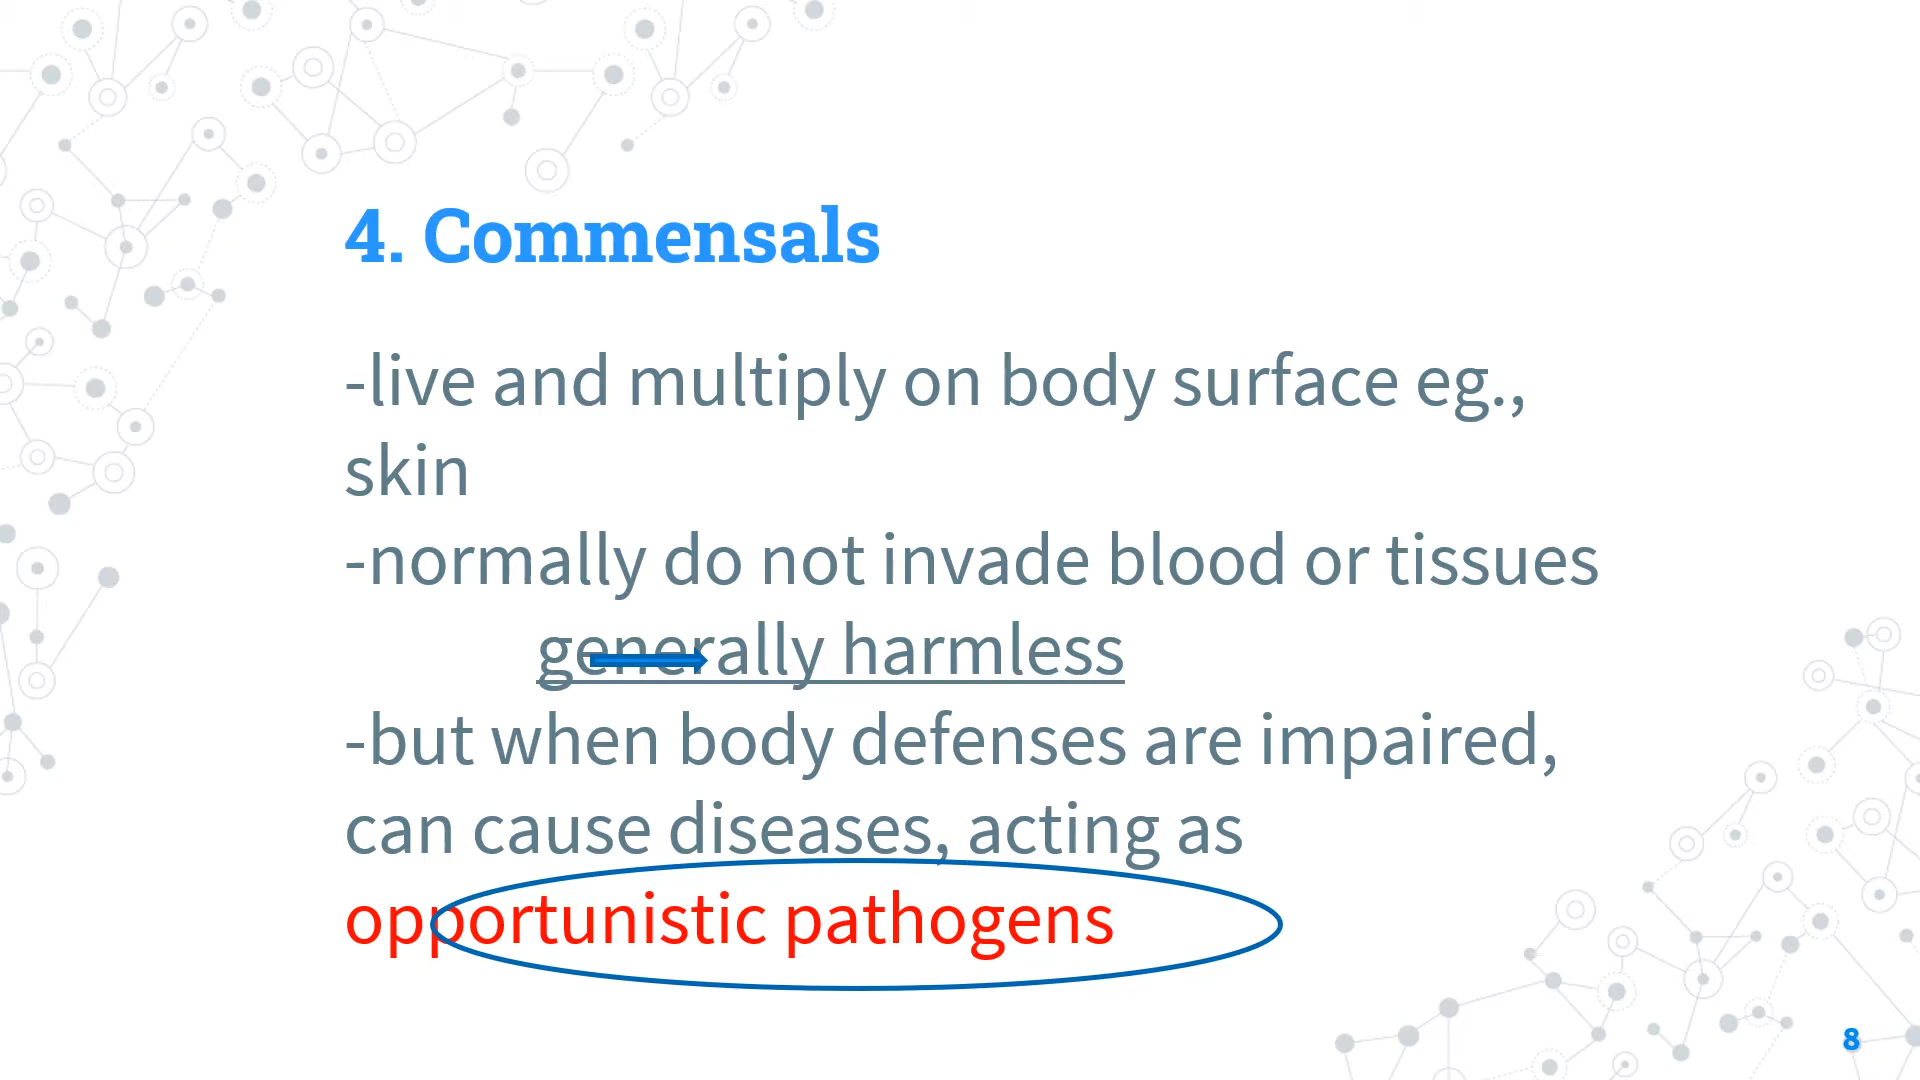 4. Commensals
-live and multiply on body surface eg.,
skin
-normally do not invade blood or tissues
generally harmless
-but when body defenses are impaired,
can cause diseases, acting as
opportunistic pathogens
8